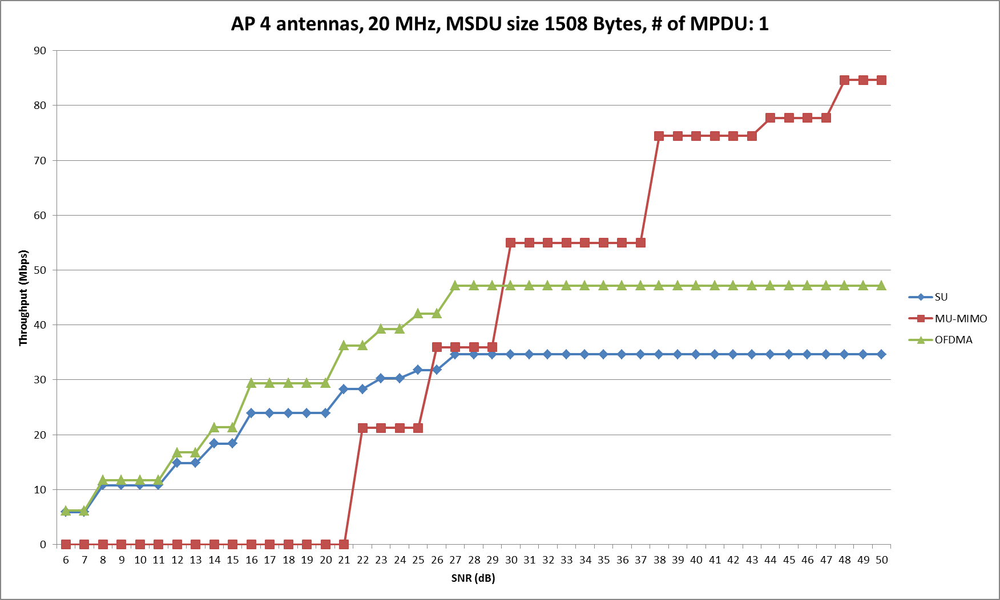 AP 4 antennas, 20 MHz, MSDU size 1508 Bytes, # of MPDU: 1
90
80
70
60
50
40
30
20
10
0
Throughput (Mbps)
6 7 8 9 10 11 12 13 14 15 16 17 18 19 20 21 22 23 24 25 26 27 28 29 30 31 32 33 34 35 36 37 38 39 40 41 42 43 44 45 46 47 48 49 50
SNR (dB)
SU
MU-MIMO
OFDMA